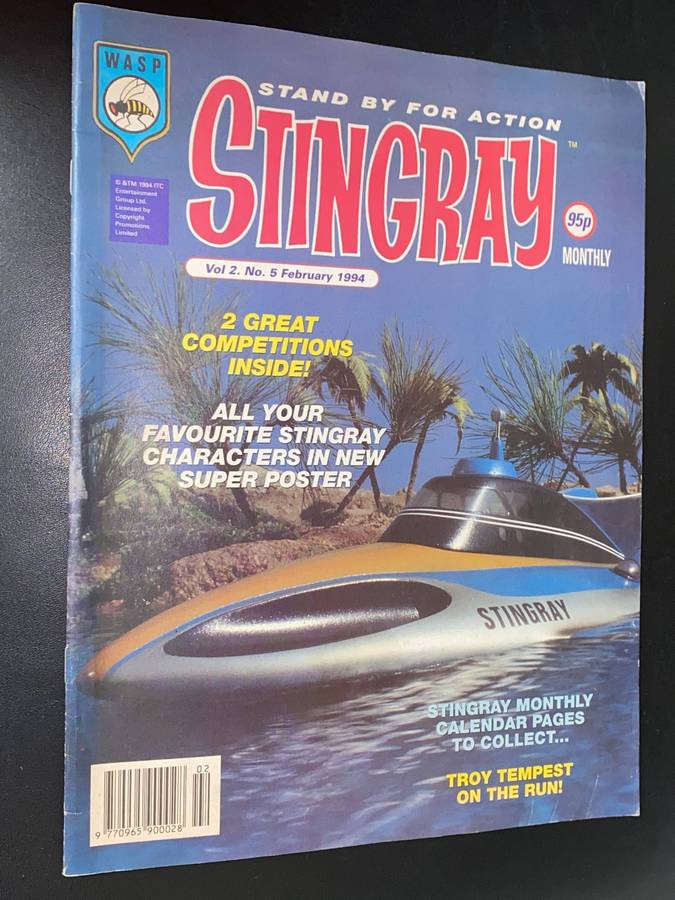 WASP
STAND BY FOR ACTION
STINGRAY
TM
© &TM 1994 ITC
Entertainment
Group Ltd.
Licensed by
Copyright
Promotions
Limited
95p
MONTHLY
Vol 2. No. 5 February 1994
2 GREAT
COMPETITIONS
INSIDE!
ALL YOUR
FAVOURITE STINGRAY
CHARACTERS IN NEW
SUPER POSTER
STINGRAY
STINGRAY MONTHLY
CALENDAR PAGES
TO COLLECT...
TROY TEMPEST
ON THE RUN!
02
9 770965 900028